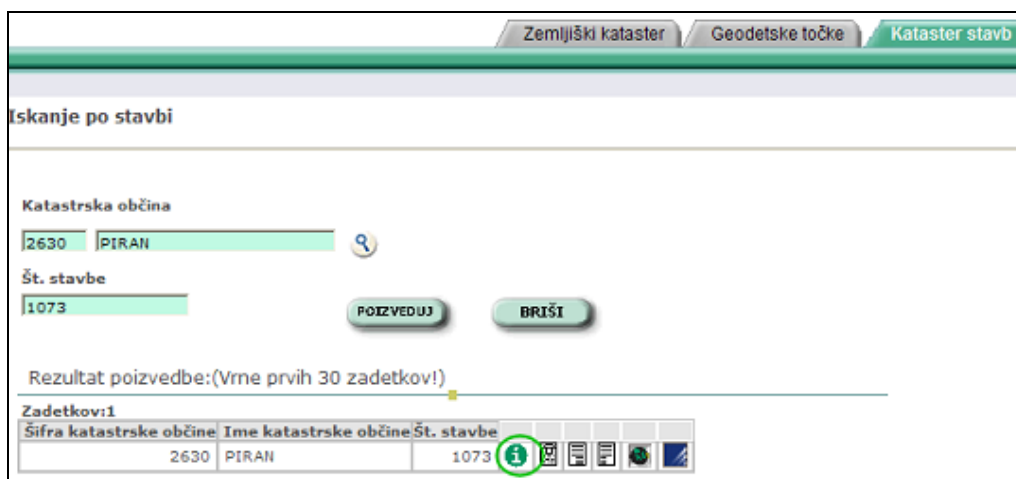 Zemljiški kataster Geodetske točke Kataster stavb
Iskanje po stavbi
Katastrska občina
2630 PIRAN
Št. stavbe
1073 POIZVEDUJ BRIŠI
Rezultat poizvedbe:(Vrne prvih 30 zadetkov!)
Zadetkov:1
Šifra katastrske občine Ime katastrske občine Št. stavbe
2630 PIRAN 1073